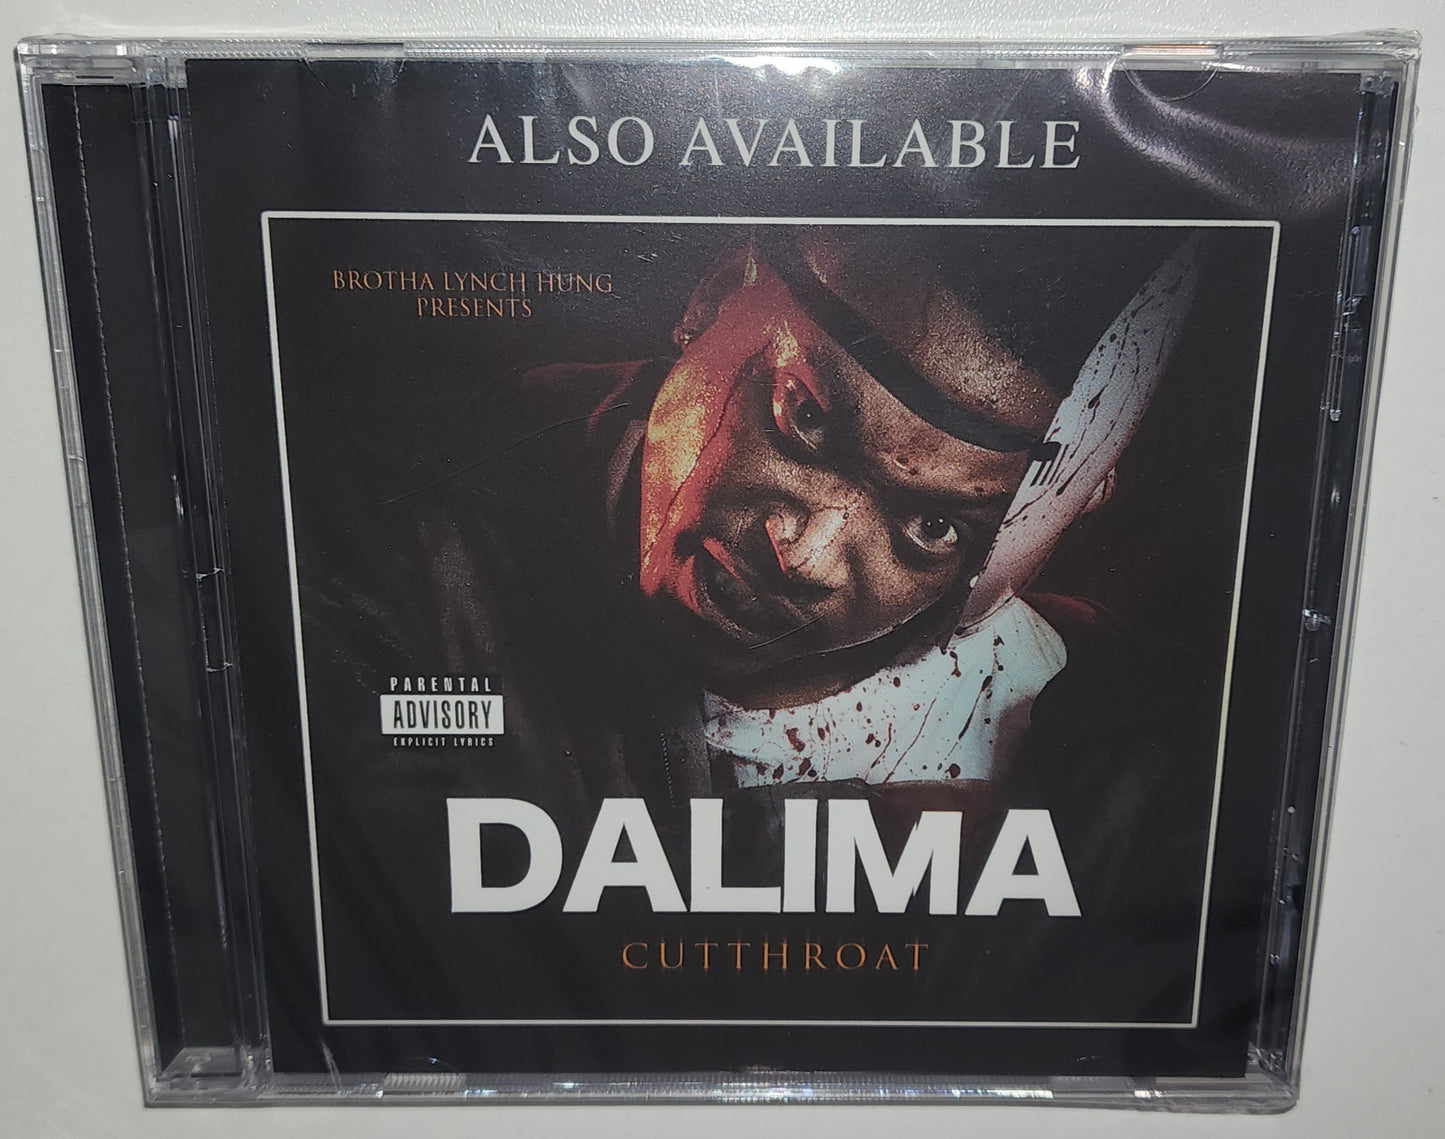 ALSO AVAILABLE
BROTHA LYNCH HUNG
PRESENTS
PARENTAL
ADVISORY
EXPLICIT LYRICS
DALIMA
CUTTHROAT